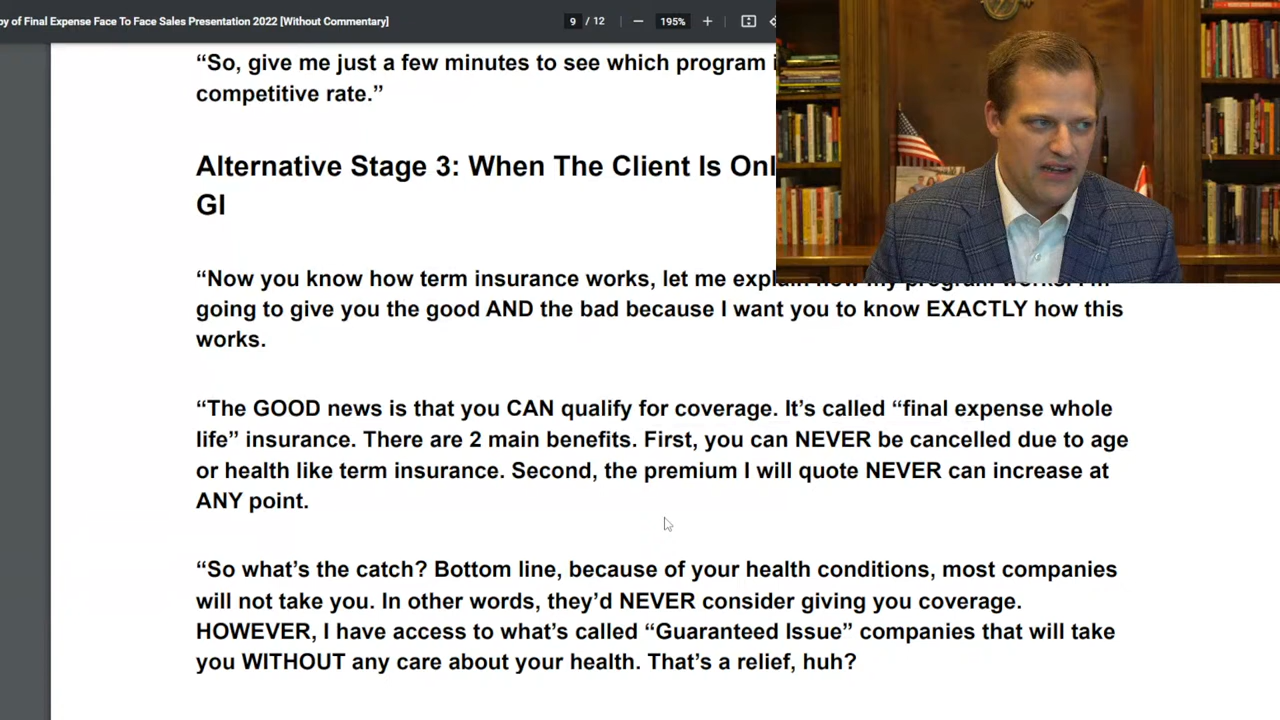 py of Final Expense Face To Face Sales Presentation 2022 [Without Commentary]
9 / 12
195%
“So, give me just a few minutes to see which program i
competitive rate.”
Alternative Stage 3: When The Client Is Onl
GI
“Now you know how term insurance works, let me explain how my program works. I’m
going to give you the good AND the bad because I want you to know EXACTLY how this
works.
“The GOOD news is that you CAN qualify for coverage. It’s called “final expense whole
life” insurance. There are 2 main benefits. First, you can NEVER be cancelled due to age
or health like term insurance. Second, the premium I will quote NEVER can increase at
ANY point.
“So what’s the catch? Bottom line, because of your health conditions, most companies
will not take you. In other words, they’d NEVER consider giving you coverage.
HOWEVER, I have access to what’s called “Guaranteed Issue” companies that will take
you WITHOUT any care about your health. That’s a relief, huh?